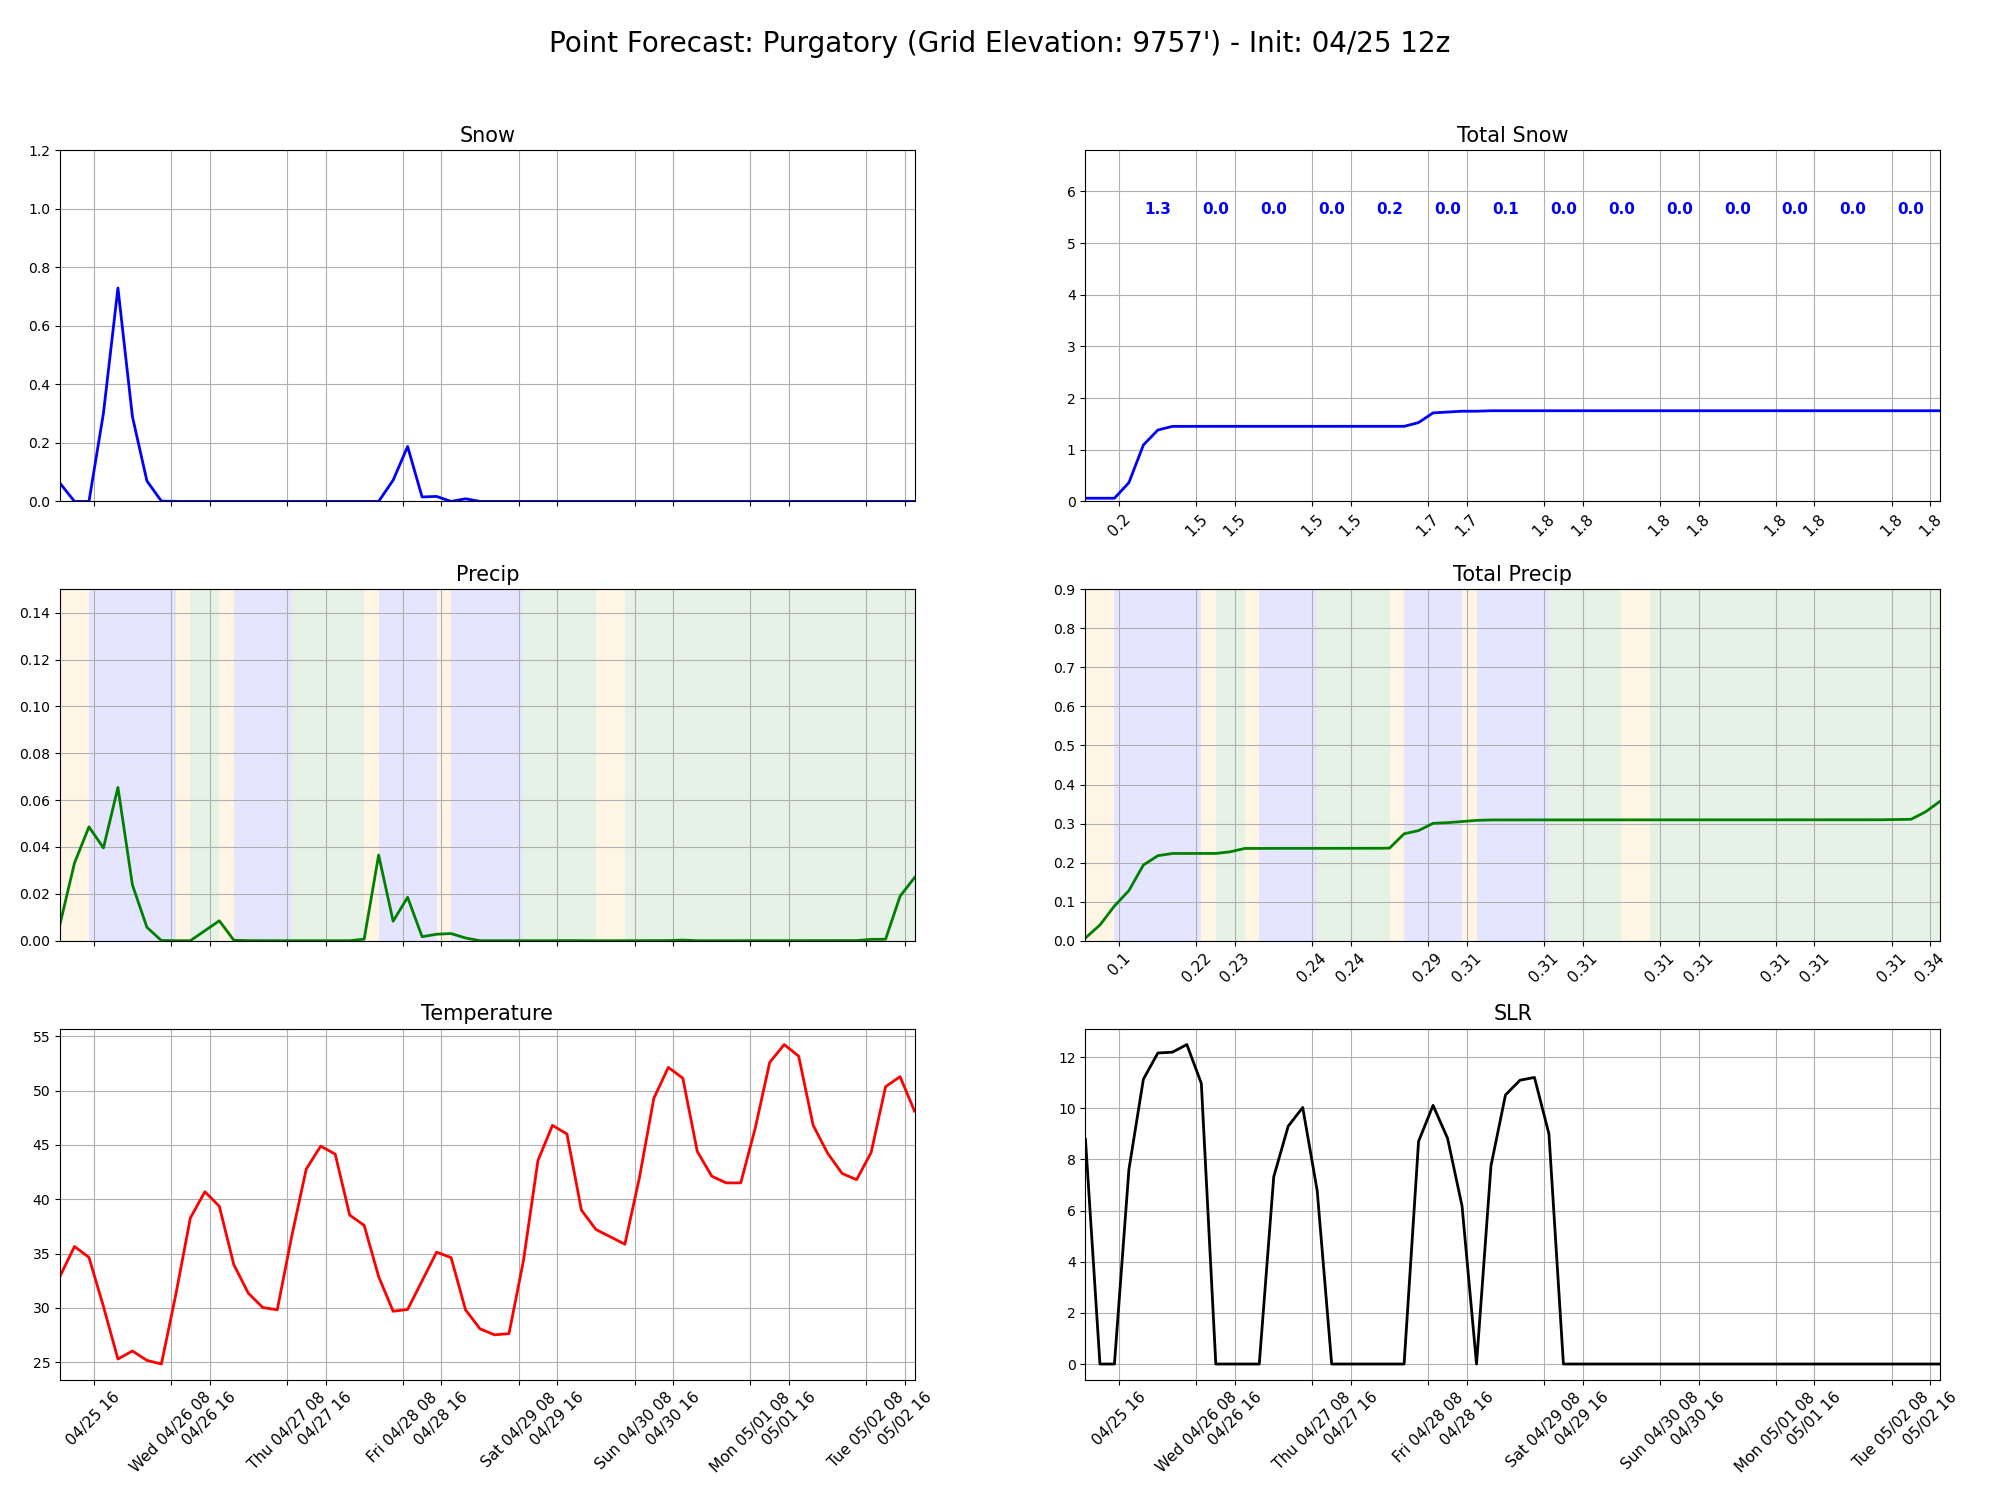 Point Forecast: Purgatory (Grid Elevation: 9757') - Init: 04/25 12z
Snow
1.2
1.0
0.8
0.6
0.4
0.2
0.0
Total Snow
6
5
4
3
2
1
0
1.3 0.0 0.0 0.0 0.2 0.0 0.1 0.0 0.0 0.0 0.0 0.0 0.0 0.0
0.2 1.5 1.5 1.5 1.5 1.7 1.7 1.8 1.8 1.8 1.8 1.8 1.8 1.8 1.8
Precip
0.14
0.12
0.10
0.08
0.06
0.04
0.02
0.00
Total Precip
0.9
0.8
0.7
0.6
0.5
0.4
0.3
0.2
0.1
0.0
0.1 0.22 0.23 0.24 0.24 0.29 0.31 0.31 0.31 0.31 0.31 0.31 0.31 0.31 0.34
Temperature
55
50
45
40
35
30
25
04/25 16
Wed 04/26 08
04/26 16
Thu 04/27 08
04/27 16
Fri 04/28 08
04/28 16
Sat 04/29 08
04/29 16
Sun 04/30 08
04/30 16
Mon 05/01 08
05/01 16
Tue 05/02 08
05/02 16
SLR
12
10
8
6
4
2
0
04/25 16
Wed 04/26 08
04/26 16
Thu 04/27 08
04/27 16
Fri 04/28 08
04/28 16
Sat 04/29 08
04/29 16
Sun 04/30 08
04/30 16
Mon 05/01 08
05/01 16
Tue 05/02 08
05/02 16